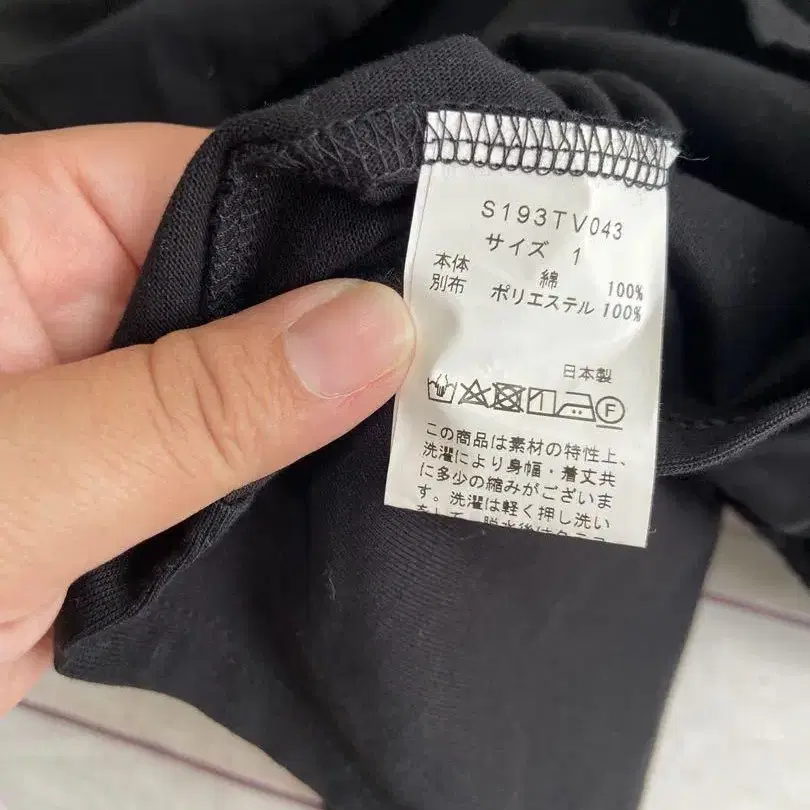 S193TV043
サイズ 1
本体 綿 100%
別布 ポリエステル 100%
日本製
F
この商品は素材の特性上、
洗濯により身幅・着丈共
に多少の縮みがございま
す。洗濯は軽く押し洗い